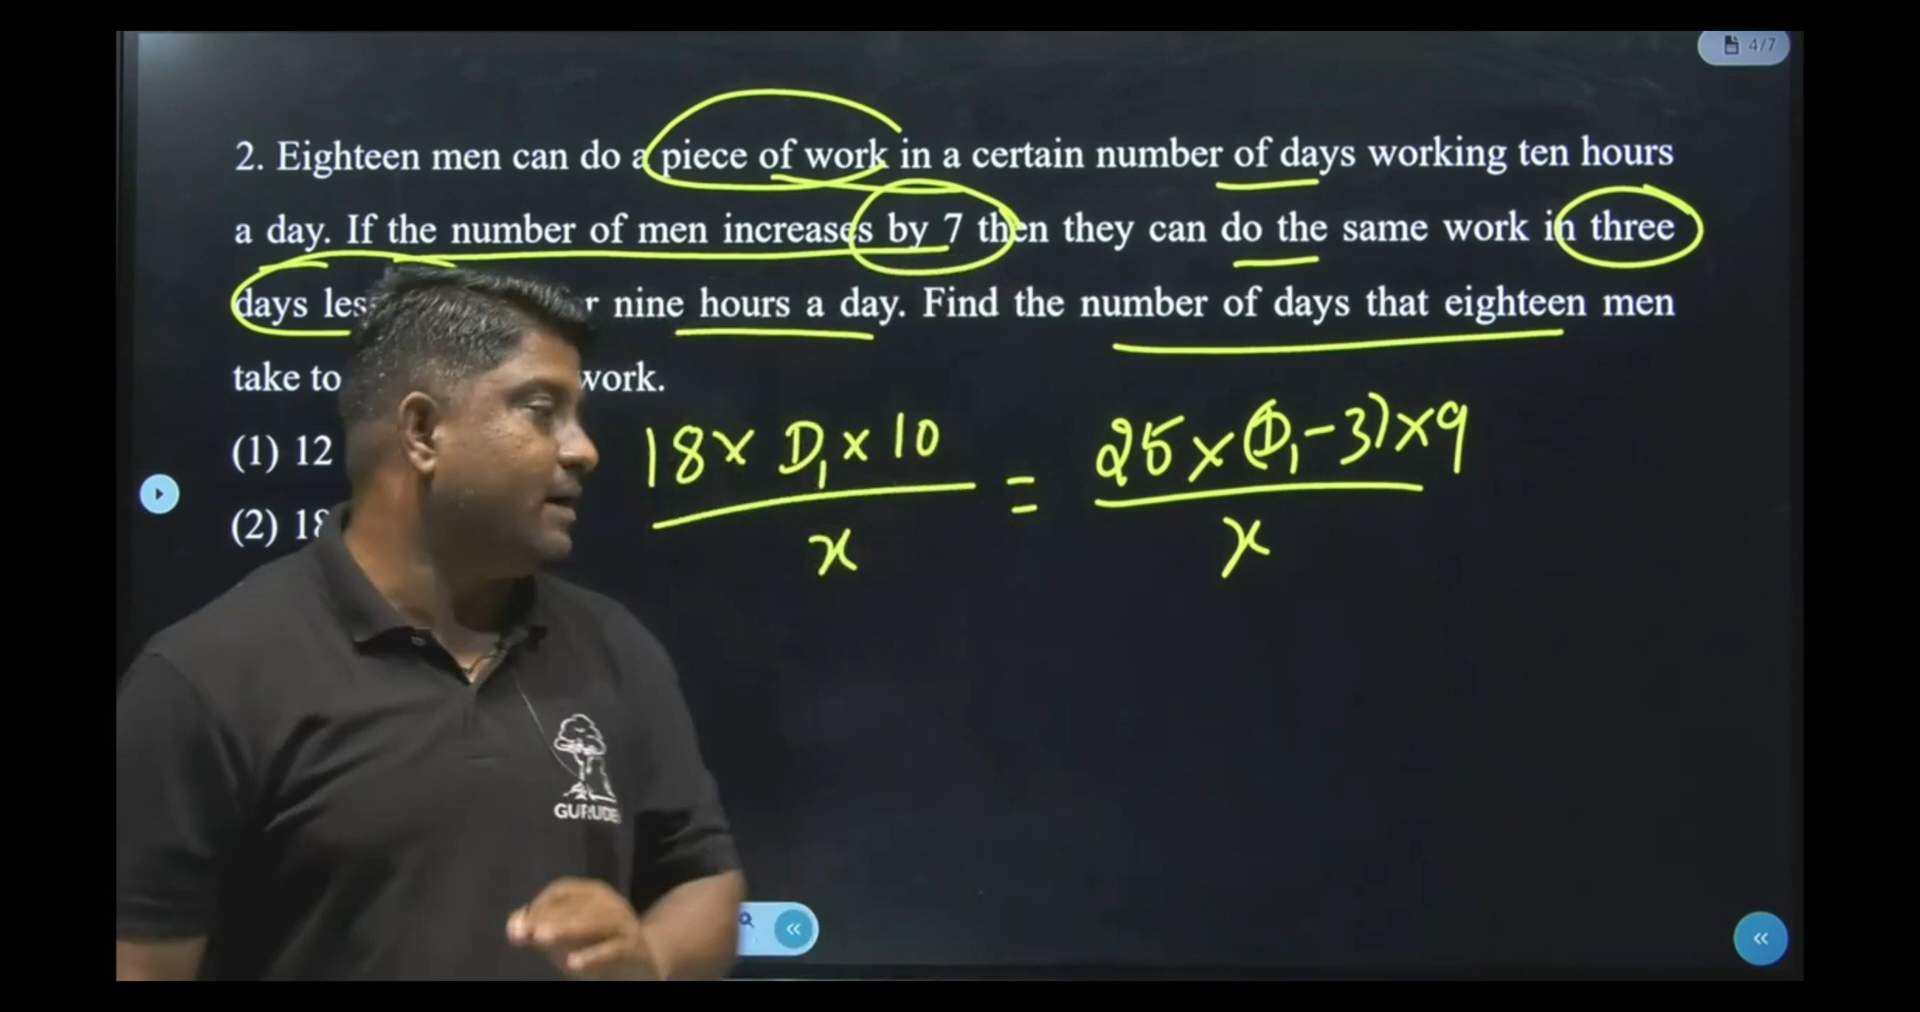 4/7
2. Eighteen men can do a piece of work in a certain number of days working ten hours
a day. If the number of men increases by 7 then they can do the same work in three
days less nine hours a day. Find the number of days that eighteen men
take to work.
(1) 12
(2) 18
18 × D₁ × 10 / x = 25 × (D₁ - 3) × 9 / x